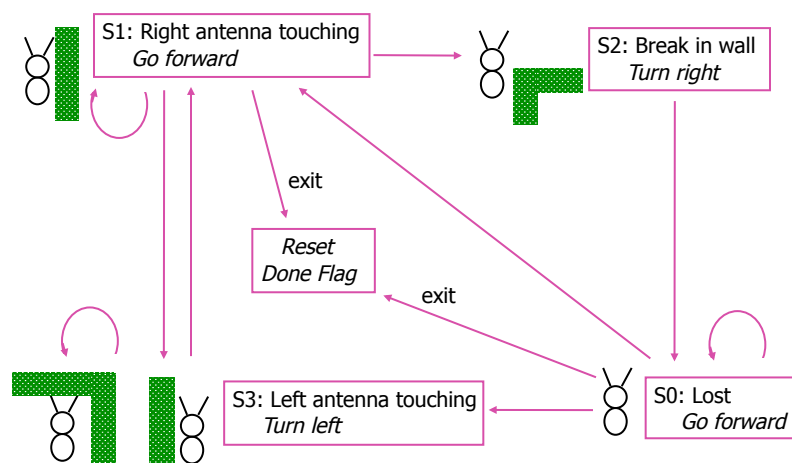 S1: Right antenna touching
Go forward
S2: Break in wall
Turn right
exit
Reset
Done Flag
exit
S3: Left antenna touching
Turn left
S0: Lost
Go forward